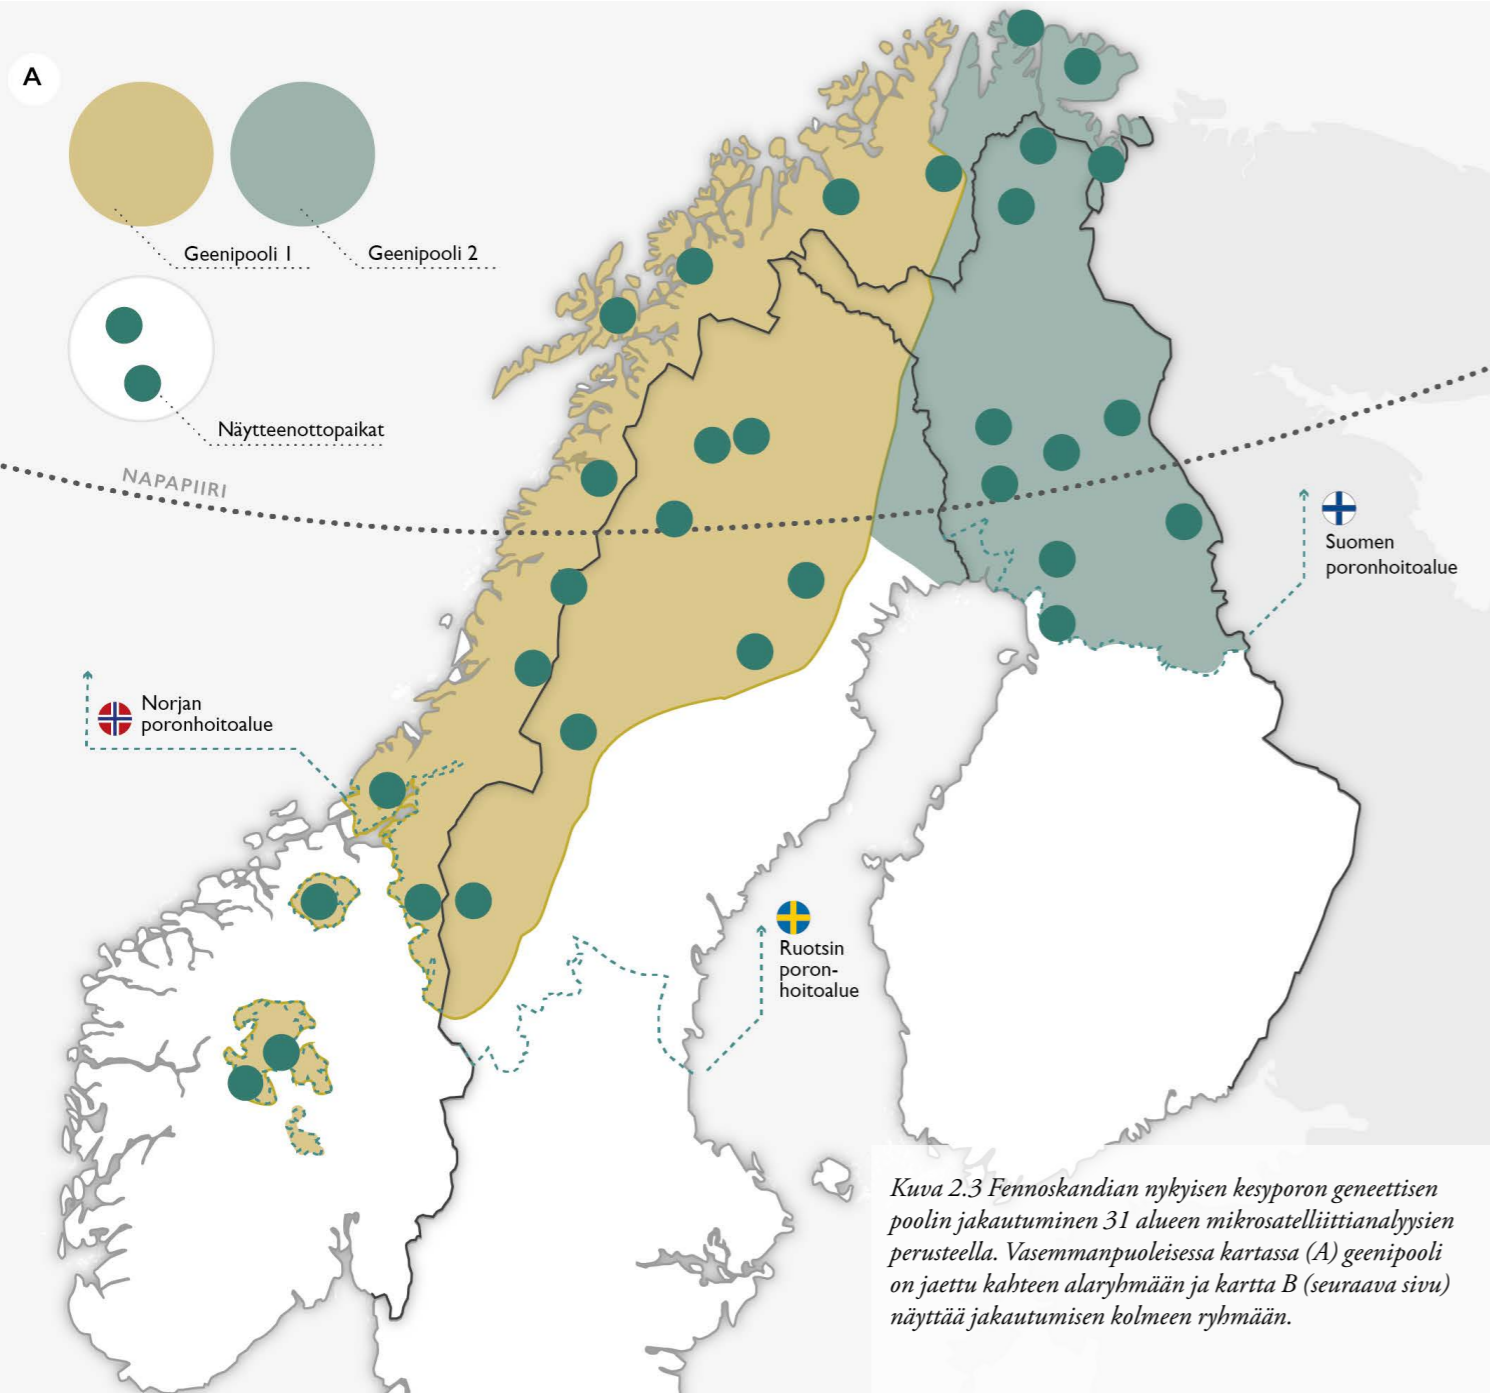 A
Geenipooli 1
Geenipooli 2
Näytteenottopaikat
NAPAPIIRI
Suomen
poronhoitoalue
Norjan
poronhoitoalue
Ruotsin
poron-
hoitoalue
Kuva 2.3 Fennoskandian nykyisen kesyporon geneettisen
poolin jakautuminen 31 alueen mikrosatelliittianalyysien
perusteella. Vasemmanpuoleisessa kartassa (A) geenipooli
on jaettu kahteen alaryhmään ja kartta B (seuraava sivu)
näyttää jakautumisen kolmeen ryhmään.